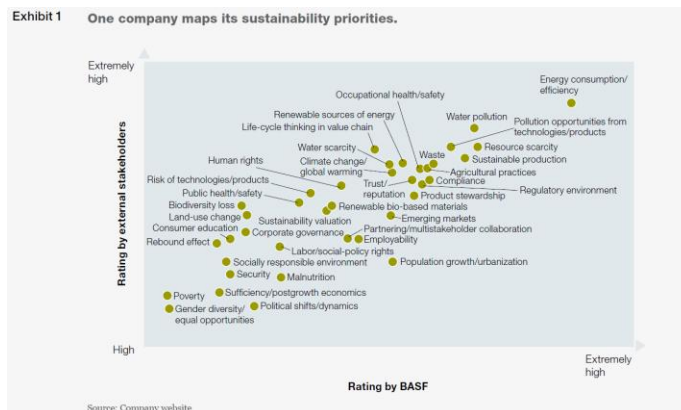 Exhibit 1 One company maps its sustainability priorities.
Extremely
high
Energy consumption/
efficiency
Occupational health/safety
Renewable sources of energy
Water pollution
Pollution opportunities from
technologies/products
Life-cycle thinking in value chain
Water scarcity
Waste
Resource scarcity
Human rights
Climate change/
global warming
Sustainable production
Agricultural practices
Risk of technologies/products
Trust/
reputation
Compliance
Regulatory environment
Public health/safety
Product stewardship
Biodiversity loss
Renewable bio-based materials
Land-use change
Sustainability valuation
Emerging markets
Consumer education
Corporate governance
Partnering/multistakeholder collaboration
Rebound effect
Employability
Labor/social-policy rights
Socially responsible environment
Population growth/urbanization
Security
Malnutrition
Poverty
Sufficiency/postgrowth economics
Gender diversity/
equal opportunities
Political shifts/dynamics
Rating by external stakeholders
High
Extremely
high
Rating by BASF
Source: Company website